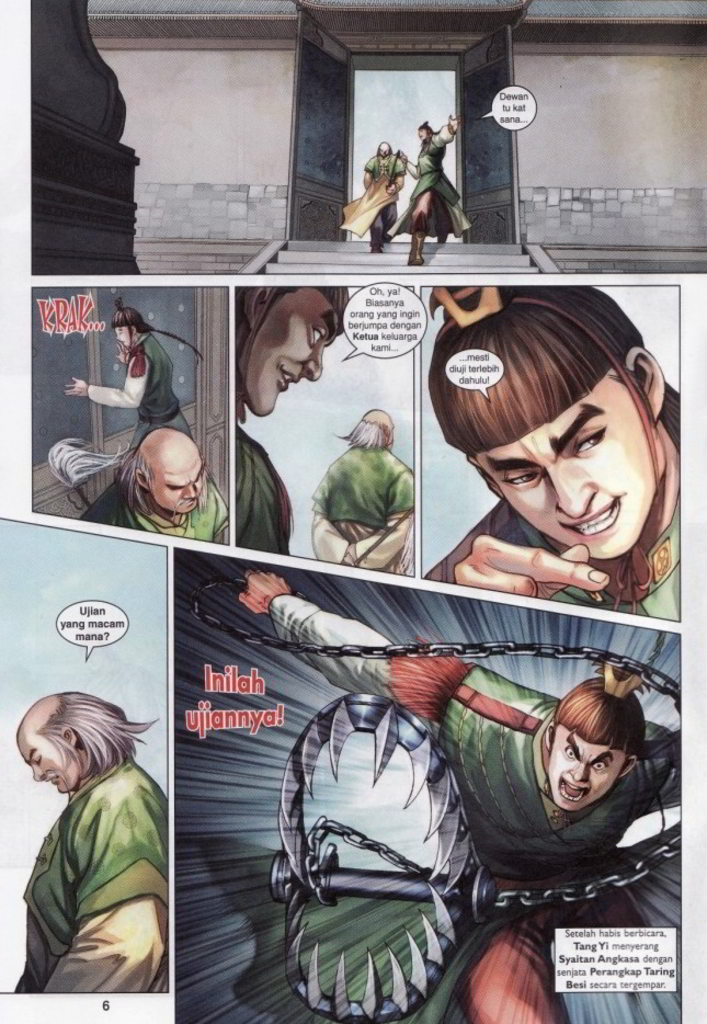 Dewan
tu kat
sana...
KRAK...
Oh, ya?
Biasanya
orang yang ingin
berjumpa dengan
Ketua keluarga
kami...
...mesti
diuji terlebih
dahulu!
Ujian
yang macam
mana?
Inilah
ujiannya!
Setelah habis berbicara,
Tang Yi menyerang
Syaitan Angkasa dengan
senjata Perangkap Taring
Besi secara tergempar.
6